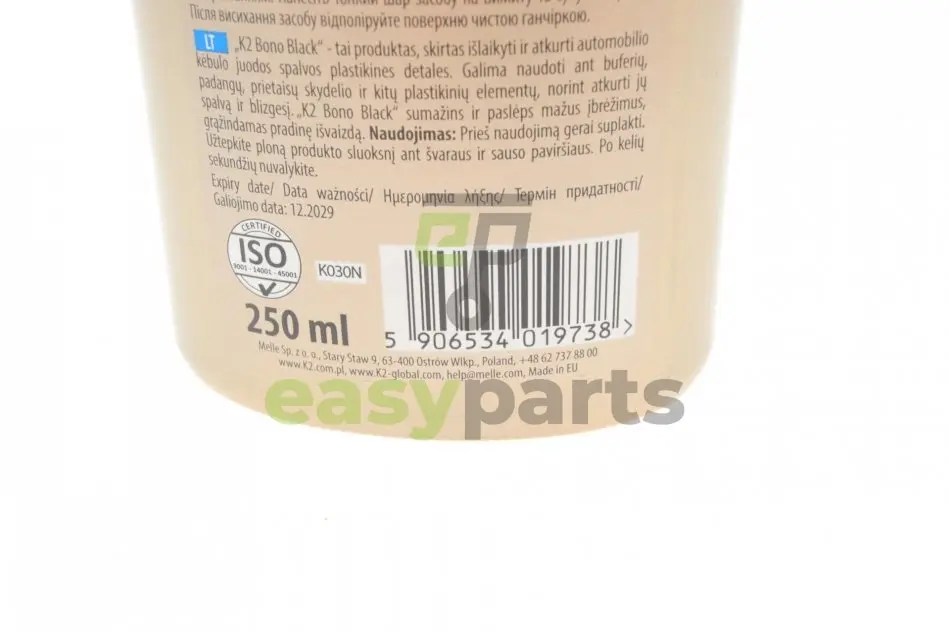 Після висихання засобу відполіруйте поверхню чистою ганчіркою.
LT „K2 Bono Black“ - tai produktas, skirtas išlaikyti ir atkurti automobilio
kėbulo juodos spalvos plastikines detales. Galima naudoti ant buferių,
padangų, prietaisų skydelio ir kitų plastikinių elementų, norint atkurti jų
spalvą ir blizgesį. „K2 Bono Black“ sumažins ir paslėps mažus įbrėžimus,
grąžindamas pradinę išvaizdą. Naudojimas: Prieš naudojimą gerai suplakti.
Užtepkite ploną produkto sluoksnį ant švaraus ir sauso paviršiaus. Po kelių
sekundžių nuvalykite.
Expiry date/ Data ważności/ Ημερομηνία λήξης/ Термін придатності/
Galiojimo data: 12.2029
CERTIFIED
ISO
9001 - 14001 - 45001
K030N
250 ml
5 906534 019738 >
Melle Sp. z o. o., Stary Staw 9, 63-400 Ostrów Wlkp., Poland, +48 62 737 88 00
www.K2.com.pl, www.K2-global.com, help@melle.com, Made in EU
easyparts